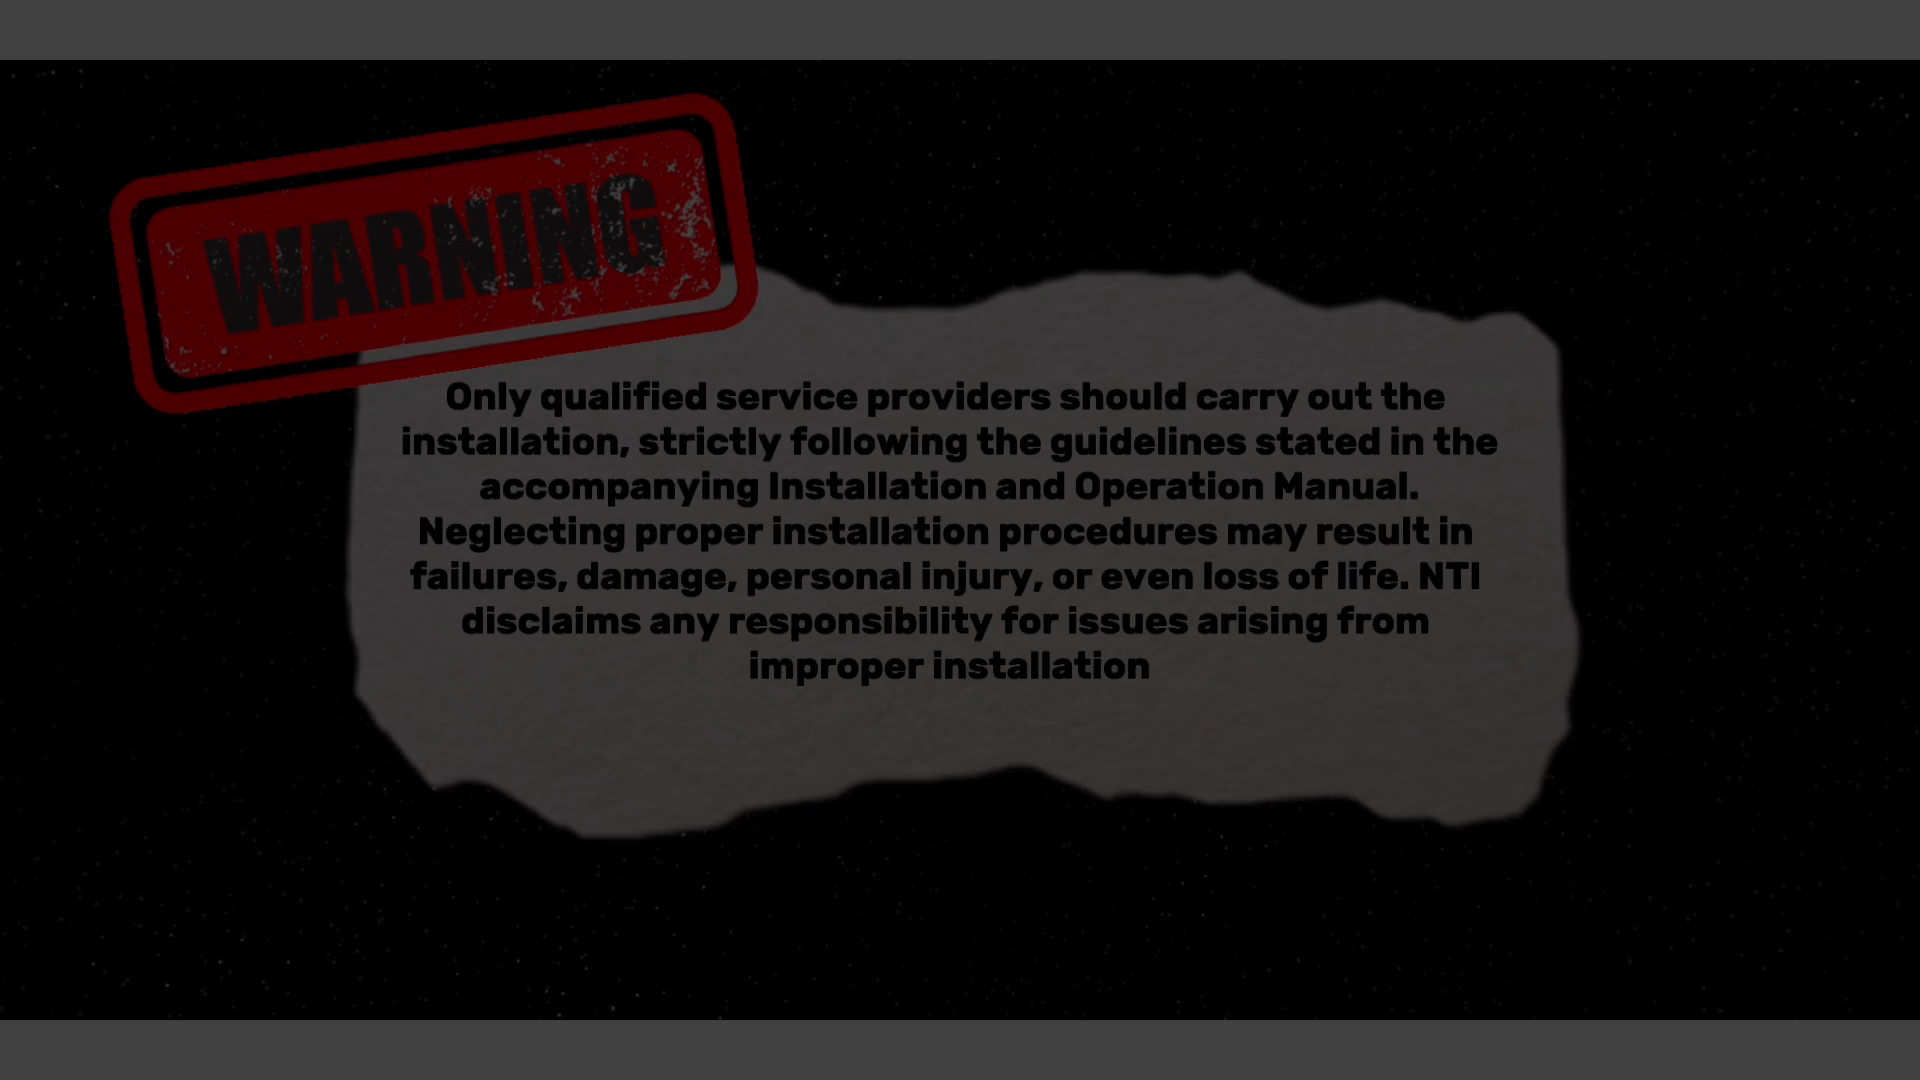 WARNING
Only qualified service providers should carry out the
installation, strictly following the guidelines stated in the
accompanying Installation and Operation Manual.
Neglecting proper installation procedures may result in
failures, damage, personal injury, or even loss of life. NTI
disclaims any responsibility for issues arising from
improper installation